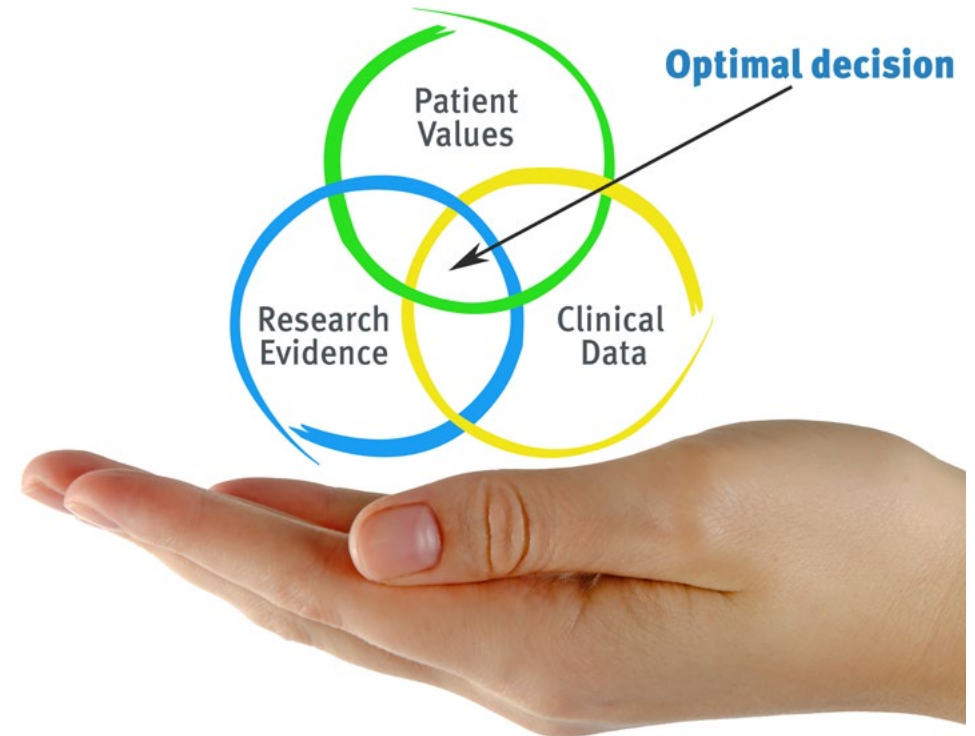 Optimal decision
Patient
Values
Research
Evidence
Clinical
Data